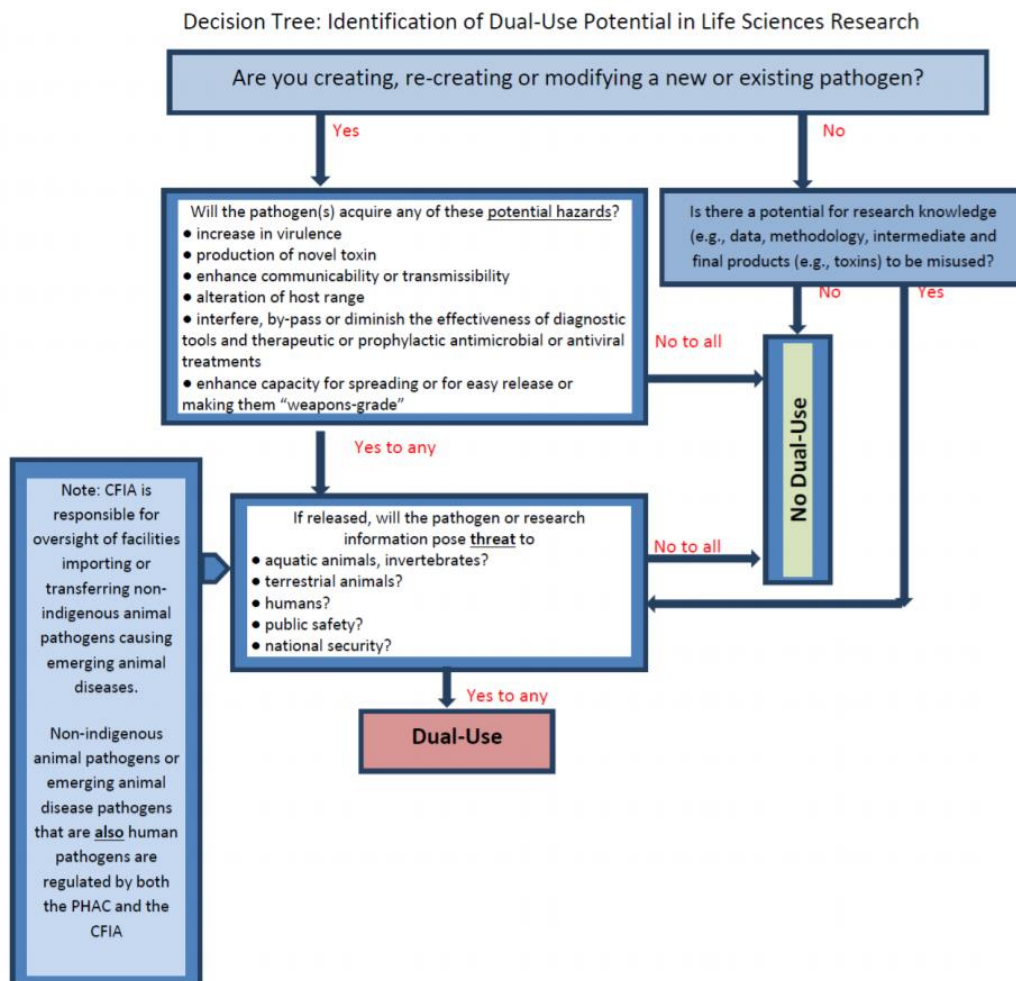 Decision Tree: Identification of Dual-Use Potential in Life Sciences Research
Are you creating, re-creating or modifying a new or existing pathogen?
Yes
No
Will the pathogen(s) acquire any of these potential hazards?
● increase in virulence
● production of novel toxin
● enhance communicability or transmissibility
● alteration of host range
● interfere, by-pass or diminish the effectiveness of diagnostic
tools and therapeutic or prophylactic antimicrobial or antiviral
treatments
● enhance capacity for spreading or for easy release or
making them “weapons-grade”
Is there a potential for research knowledge
(e.g., data, methodology, intermediate and
final products (e.g., toxins) to be misused?
No
Yes
No to all
No Dual-Use
Yes to any
Note: CFIA is
responsible for
oversight of facilities
importing or
transferring non-
indigenous animal
pathogens causing
emerging animal
diseases.
Non-indigenous
animal pathogens or
emerging animal
disease pathogens
that are also human
pathogens are
regulated by both
the PHAC and the
CFIA
If released, will the pathogen or research
information pose threat to
● aquatic animals, invertebrates?
● terrestrial animals?
● humans?
● public safety?
● national security?
No to all
Yes to any
Dual-Use